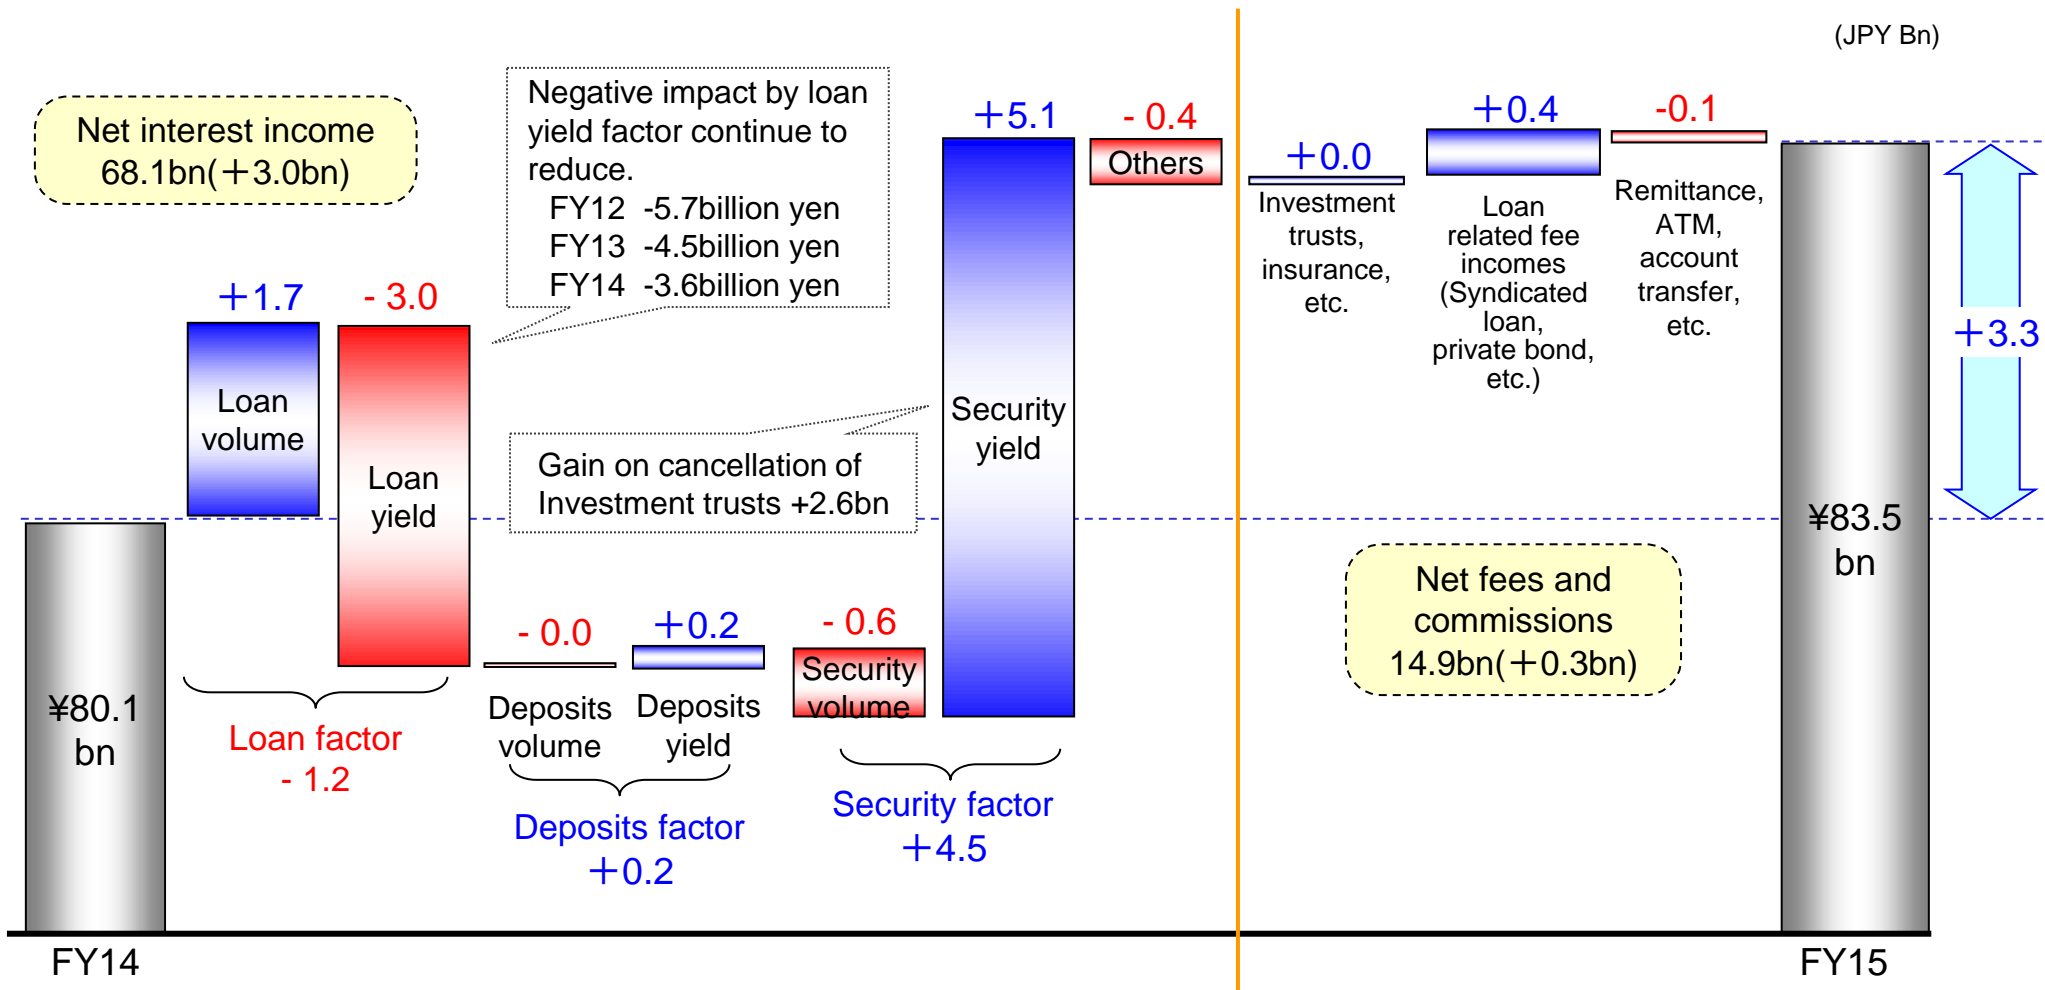 (JPY Bn)
Net interest income
68.1bn(+3.0bn)
Negative impact by loan
yield factor continue to
reduce.
FY12 -5.7billion yen
FY13 -4.5billion yen
FY14 -3.6billion yen
+1.7
Loan
volume
- 3.0
Loan
yield
Loan factor
- 1.2
- 0.0
Deposits
volume
+0.2
Deposits
yield
Deposits factor
+0.2
Gain on cancellation of
Investment trusts +2.6bn
- 0.6
Security
volume
+5.1
Security
yield
Security factor
+4.5
- 0.4
Others
+0.0
Investment
trusts,
insurance,
etc.
+0.4
Loan
related fee
incomes
(Syndicated
loan,
private bond,
etc.)
-0.1
Remittance,
ATM,
account
transfer,
etc.
Net fees and
commissions
14.9bn(+0.3bn)
+3.3
¥80.1
bn
¥83.5
bn
FY14
FY15